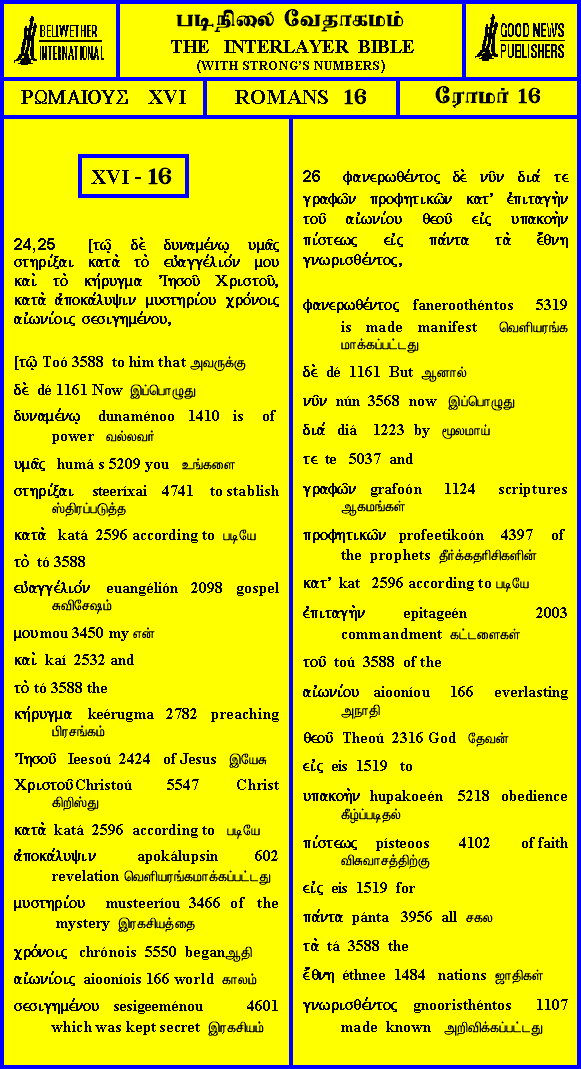 BELLWETHER
INTERNATIONAL
படிநிலை வேதாகமம்
THE INTERLAYER BIBLE
(WITH STRONG'S NUMBERS)
GOOD NEWS
PUBLISHERS
ΡΩΜΑΙΟΥΣ XVI
ROMANS 16
ரோமர் 16
XVI - 16
24,25 [τῷ δὲ δυναμένῳ υμᾶς
στηρίξαι κατὰ τὸ εὐαγγέλιόν μου
καὶ τὸ κήρυγμα Ἰησοῦ Χριστοῦ,
κατὰ ἀποκάλυψιν μυστηρίου χρόνοις
αἰωνίοις σεσιγημένου,
[τῷ Toó 3588 to him that அவருக்கு
δὲ dé 1161 Now இப்பொழுது
δυναμένῳ dunaménoo 1410 is of
power வல்லவர்
υμᾶς humá s 5209 you உங்களை
στηρίξαι steeríxai 4741 to stablish
ஸ்திரப்படுத்த
κατὰ katá 2596 according to படியே
τὸ tó 3588
εὐαγγέλιόν euangélión 2098 gospel
சுவிசேஷம்
μου mou 3450 my என்
καὶ kaí 2532 and
τὸ tó 3588 the
κήρυγμα keérugma 2782 preaching
பிரசங்கம்
Ἰησοῦ Ieesoú 2424 of Jesus இயேசு
Χριστοῦ Christoú 5547 Christ
கிறிஸ்து
κατὰ katá 2596 according to படியே
ἀποκάλυψιν apokálupsin 602
revelation வெளியரங்கமாக்கப்பட்டது
μυστηρίου musteeríou 3466 of the
mystery இரகசியத்தை
χρόνοις chrónois 5550 began ஆதி
αἰωνίοις aiooníois 166 world காலம்
σεσιγημένου sesigeeménou 4601
which was kept secret இரகசியம்
26 φανερωθέντος δὲ νῦν διά τε
γραφῶν προφητικῶν κατ’ ἐπιταγὴν
τοῦ αἰωνίου θεοῦ εἰς υπακοὴν
πίστεως εἰς πάντα τὰ ἔθνη
γνωρισθέντος,
φανερωθέντος faneroothéntos 5319
is made manifest வெளியரங்க
மாக்கப்பட்டது
δὲ dé 1161 But ஆனால்
νῦν nún 3568 now இப்பொழுது
διά diá 1223 by மூலமாய்
τε te 5037 and
γραφῶν grafoón 1124 scriptures
ஆகமங்கள்
προφητικῶν profeetikoón 4397 of
the prophets தீர்க்கதரிசிகளின்
κατ’ kat 2596 according to படியே
ἐπιταγὴν epitageén 2003
commandment கட்டளைகள்
τοῦ toú 3588 of the
αἰωνίου aiooníou 166 everlasting
அநாதி
θεοῦ Theoú 2316 God தேவன்
εἰς eis 1519 to
υπακοὴν hupakoeén 5218 obedience
கீழ்ப்படிதல்
πίστεως písteoos 4102 of faith
விசுவாசத்திற்கு
εἰς eis 1519 for
πάντα pánta 3956 all சகல
τὰ tá 3588 the
ἔθνη éthnee 1484 nations ஜாதிகள்
γνωρισθέντος gnooristhéntos 1107
made known அறிவிக்கப்பட்டது